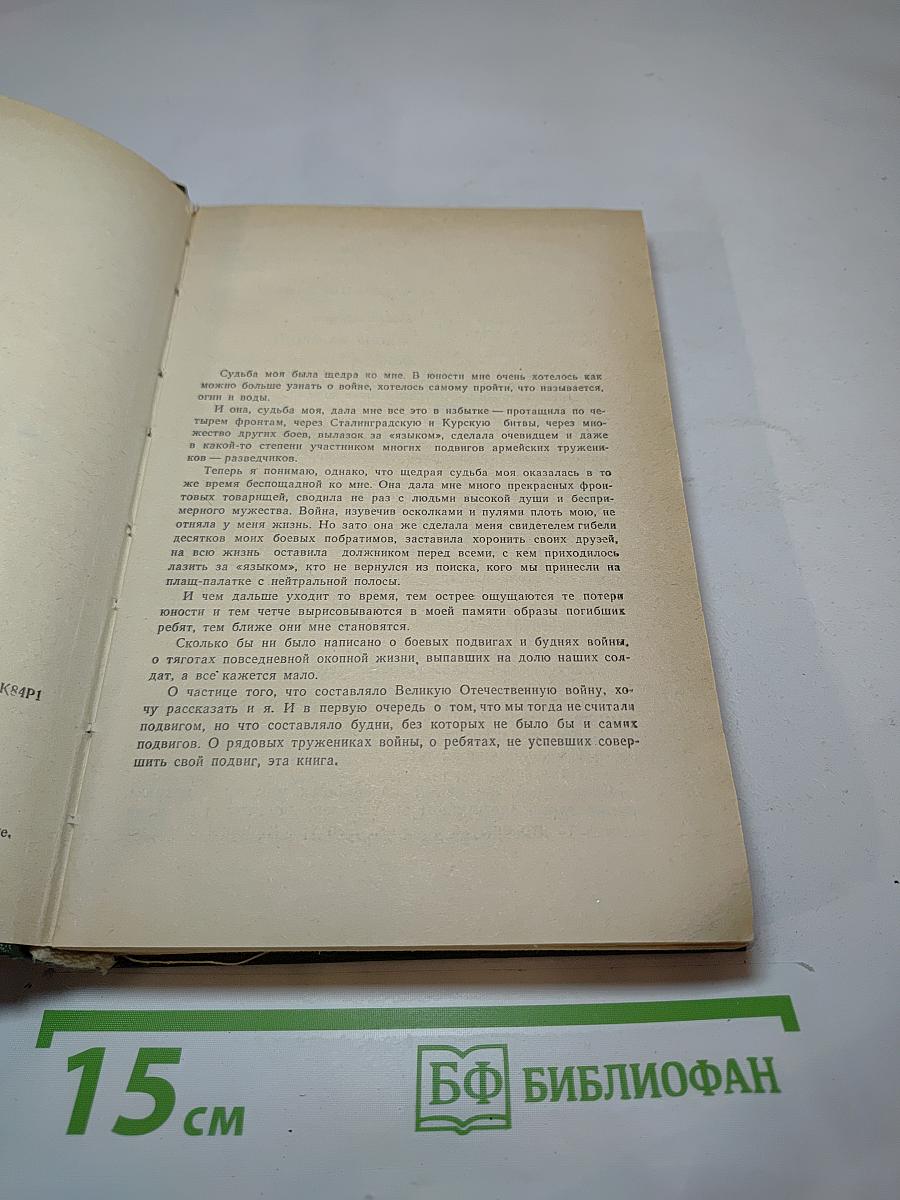 Судьба моя была щедра ко мне. В юности мне очень хотелось как
можно больше узнать о войне, хотелось самому пройти, что называется,
огни и воды.
И она, судьба моя, дала мне все это в избытке — протащила по че-
тырем фронтам, через Сталинградскую и Курскую битвы, через мно-
жество других боев, вылазок за «языком», сделала очевидцем и даже
в какой-то степени участником многих подвигов армейских тружени-
ков — разведчиков.
Теперь я понимаю, однако, что щедрая судьба моя оказалась в то
же время беспощадной ко мне. Она дала мне много прекрасных фрон-
товых товарищей, сводила не раз с людьми высокой души и беспри-
мерного мужества. Война, изувечив осколками и пулями плоть мою, не
отняла у меня жизнь. Но зато она же сделала меня свидетелем гибели
десятков моих боевых побратимов, заставила хоронить своих друзей,
на всю жизнь оставила должником перед всеми, с кем приходилось
лазить за «языком», кто не вернулся из поиска, кого мы принесли на
плащ-палатке с нейтральной полосы.
И чем дальше уходит то время, тем острее ощущаются те потери
юности и тем четче вырисовываются в моей памяти образы погибших
ребят, тем ближе они мне становятся.
Сколько бы ни было написано о боевых подвигах и буднях войны,
о тяготах повседневной окопной жизни, выпавших на долю наших сол-
дат, а все кажется мало.
О частице того, что составляло Великую Отечественную войну, хо-
чу рассказать и я. И в первую очередь о том, что мы тогда не считали
подвигом, но что составляло будни, без которых не было бы и самих
подвигов. О рядовых тружениках войны, о ребятах, не успевших совер-
шить свой подвиг, эта книга.
К84Р1
е,
15 см
БФ БИБЛИОФАН